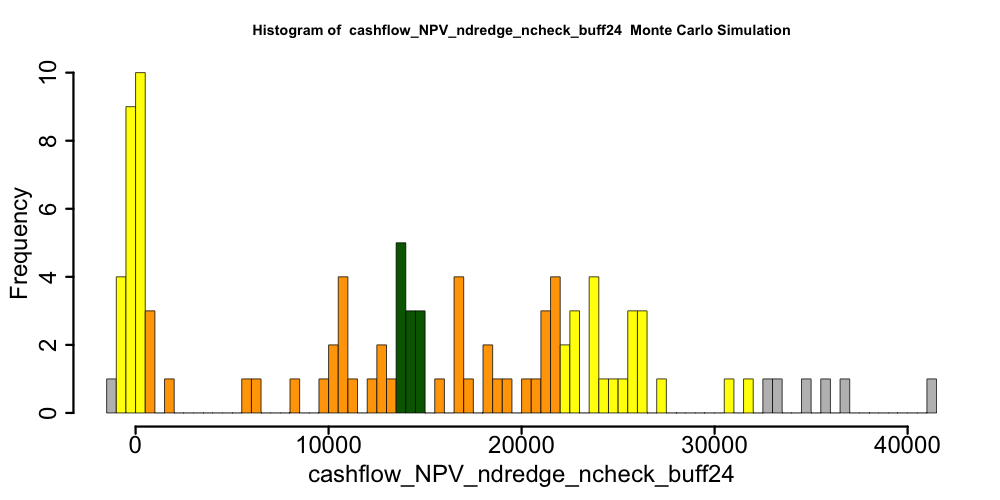 Histogram of  cashflow_NPV_ndredge_ncheck_buff24  Monte Carlo Simulation
Frequency
10
8
6
4
2
0
0 10000 20000 30000 40000
cashflow_NPV_ndredge_ncheck_buff24